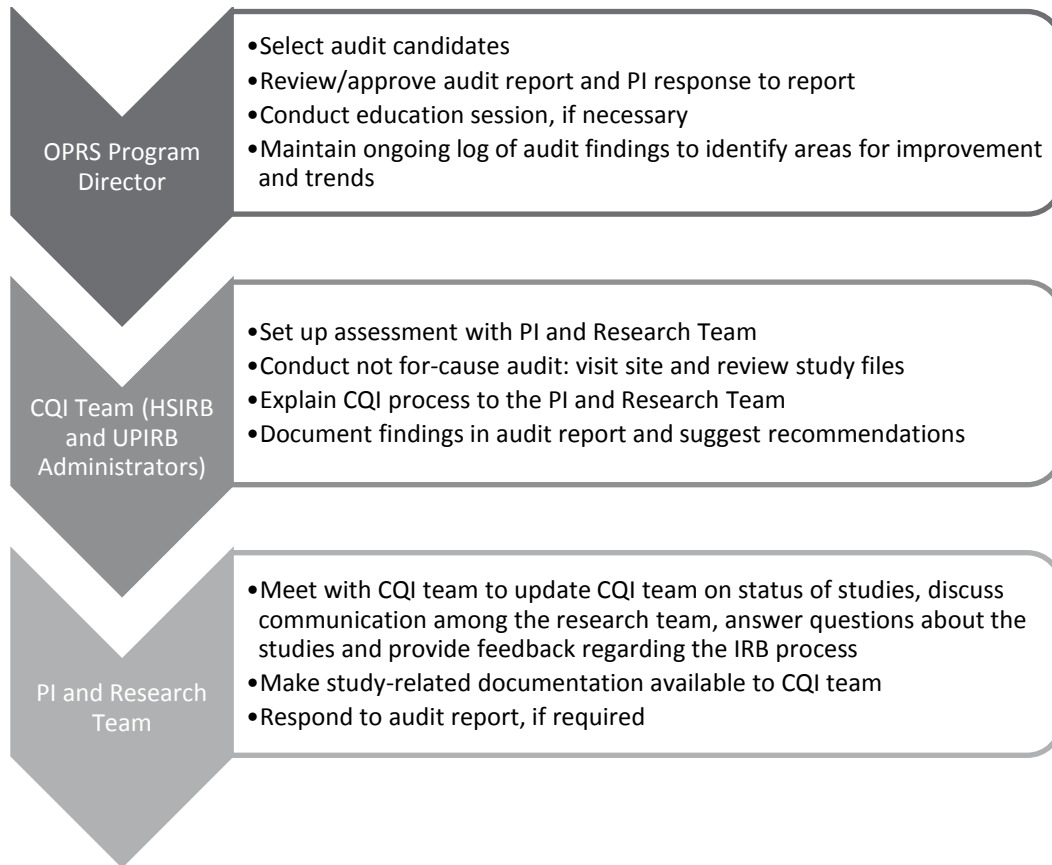 OPRS Program
Director
•Select audit candidates
•Review/approve audit report and PI response to report
•Conduct education session, if necessary
•Maintain ongoing log of audit findings to identify areas for improvement
and trends
CQI Team (HSIRB
and UPIRB
Administrators)
•Set up assessment with PI and Research Team
•Conduct not for-cause audit: visit site and review study files
•Explain CQI process to the PI and Research Team
•Document findings in audit report and suggest recommendations
PI and Research
Team
•Meet with CQI team to update CQI team on status of studies, discuss
communication among the research team, answer questions about the
studies and provide feedback regarding the IRB process
•Make study-related documentation available to CQI team
•Respond to audit report, if required